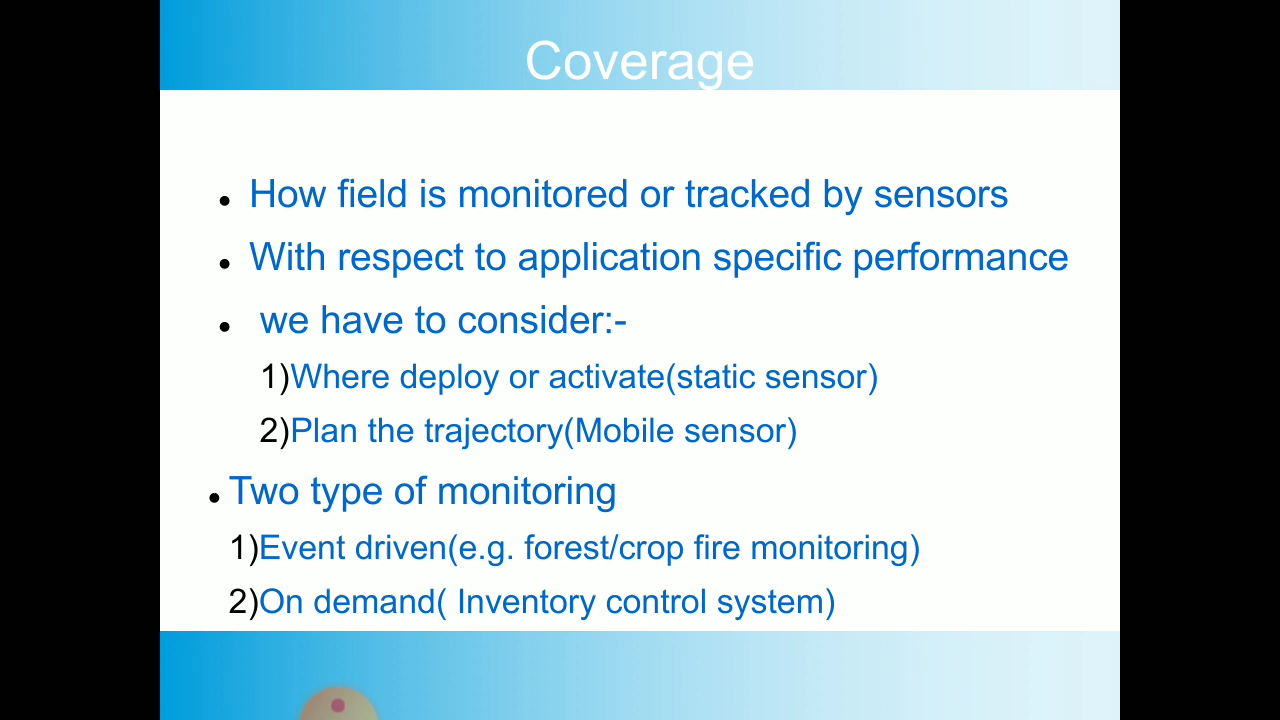 Coverage
How field is monitored or tracked by sensors
With respect to application specific performance
we have to consider:-
1)Where deploy or activate(static sensor)
2)Plan the trajectory(Mobile sensor)
Two type of monitoring
1)Event driven(e.g. forest/crop fire monitoring)
2)On demand( Inventory control system)